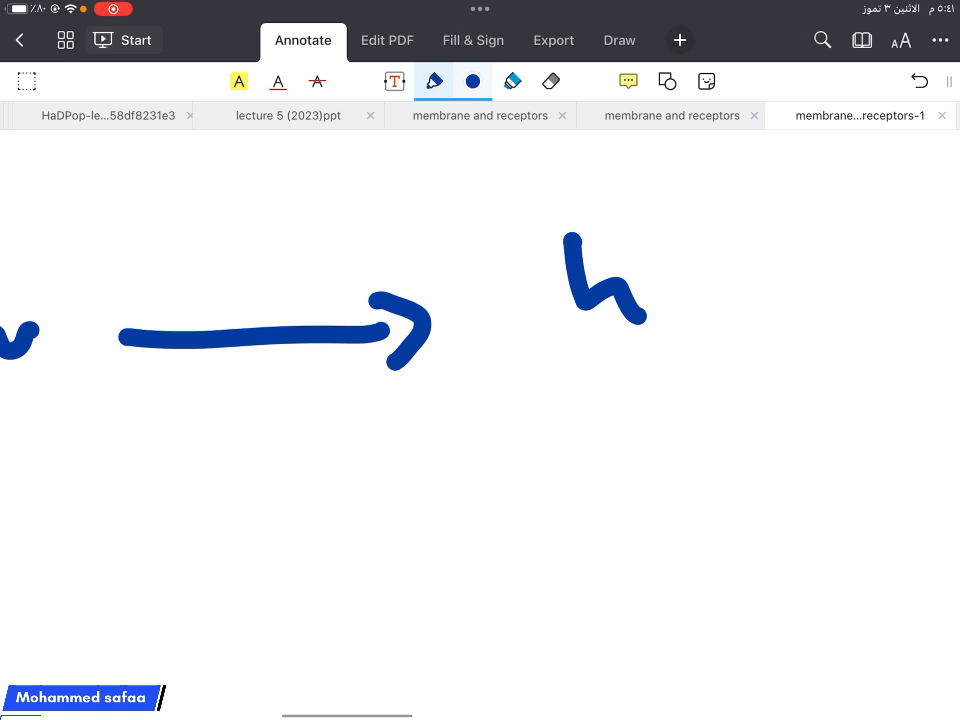 ٪٨٠ الاثنين ٣ تموز ٥:٤١ م
Start Annotate Edit PDF Fill & Sign Export Draw
A A A T AA
HaDPop-le...58df8231e3 lecture 5 (2023)ppt membrane and receptors membrane and receptors membrane...receptors-1
h
Mohammed safaa